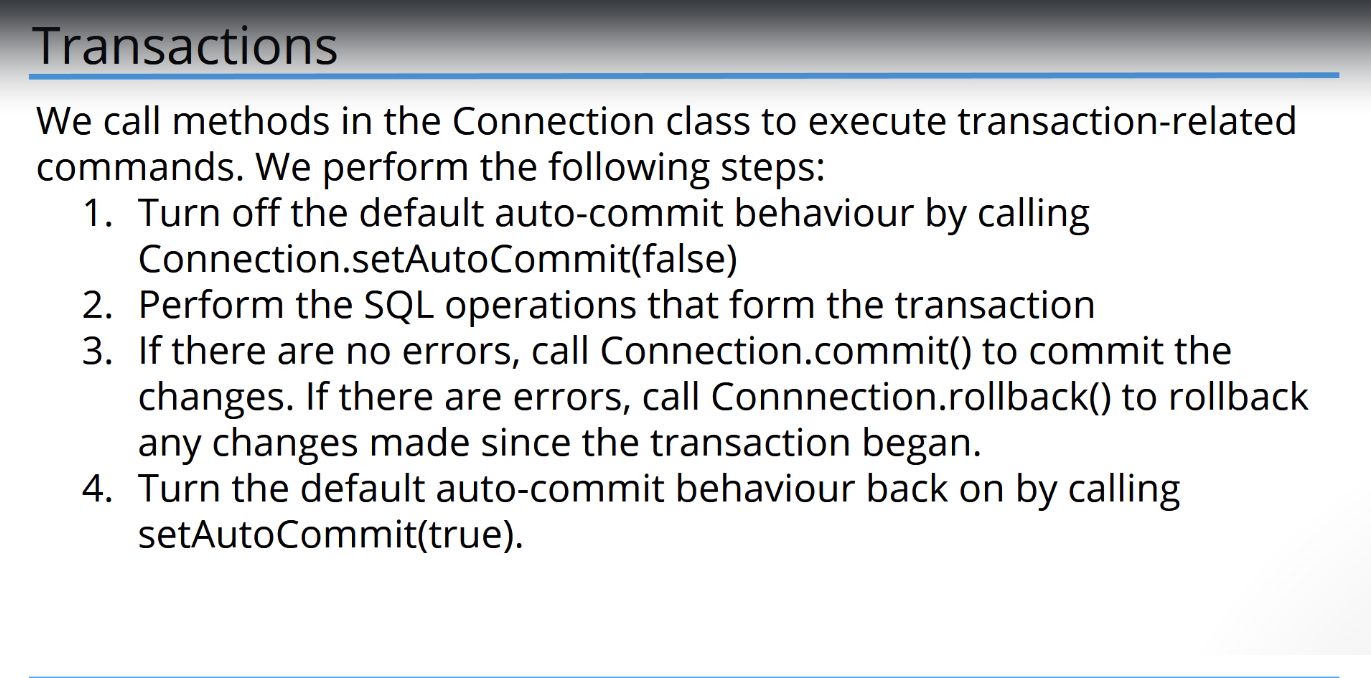 Transactions
We call methods in the Connection class to execute transaction-related
commands. We perform the following steps:
1. Turn off the default auto-commit behaviour by calling
Connection.setAutoCommit(false)
2. Perform the SQL operations that form the transaction
3. If there are no errors, call Connection.commit() to commit the
changes. If there are errors, call Connnection.rollback() to rollback
any changes made since the transaction began.
4. Turn the default auto-commit behaviour back on by calling
setAutoCommit(true).